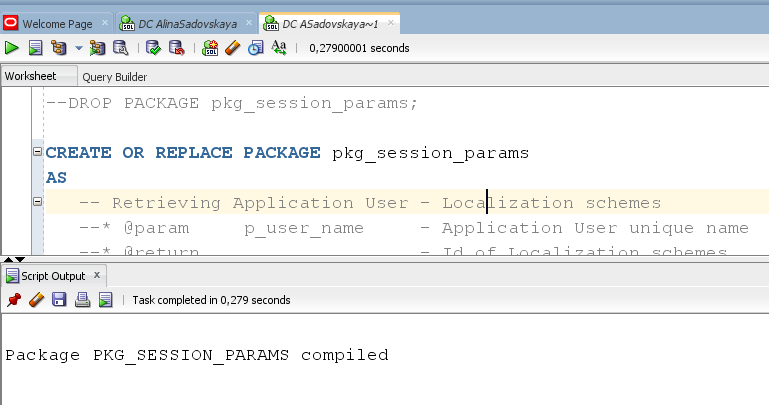 Welcome Page DC AlinaSadovskaya DC ASadovskaya~1
0,27900001 seconds
Worksheet Query Builder
--DROP PACKAGE pkg_session_params;
CREATE OR REPLACE PACKAGE pkg_session_params
AS
-- Retrieving Application User - Localization schemes
--* @param p_user_name - Application User unique name
--* @return - Id of Localization schemes
Script Output x
Task completed in 0,279 seconds
Package PKG_SESSION_PARAMS compiled